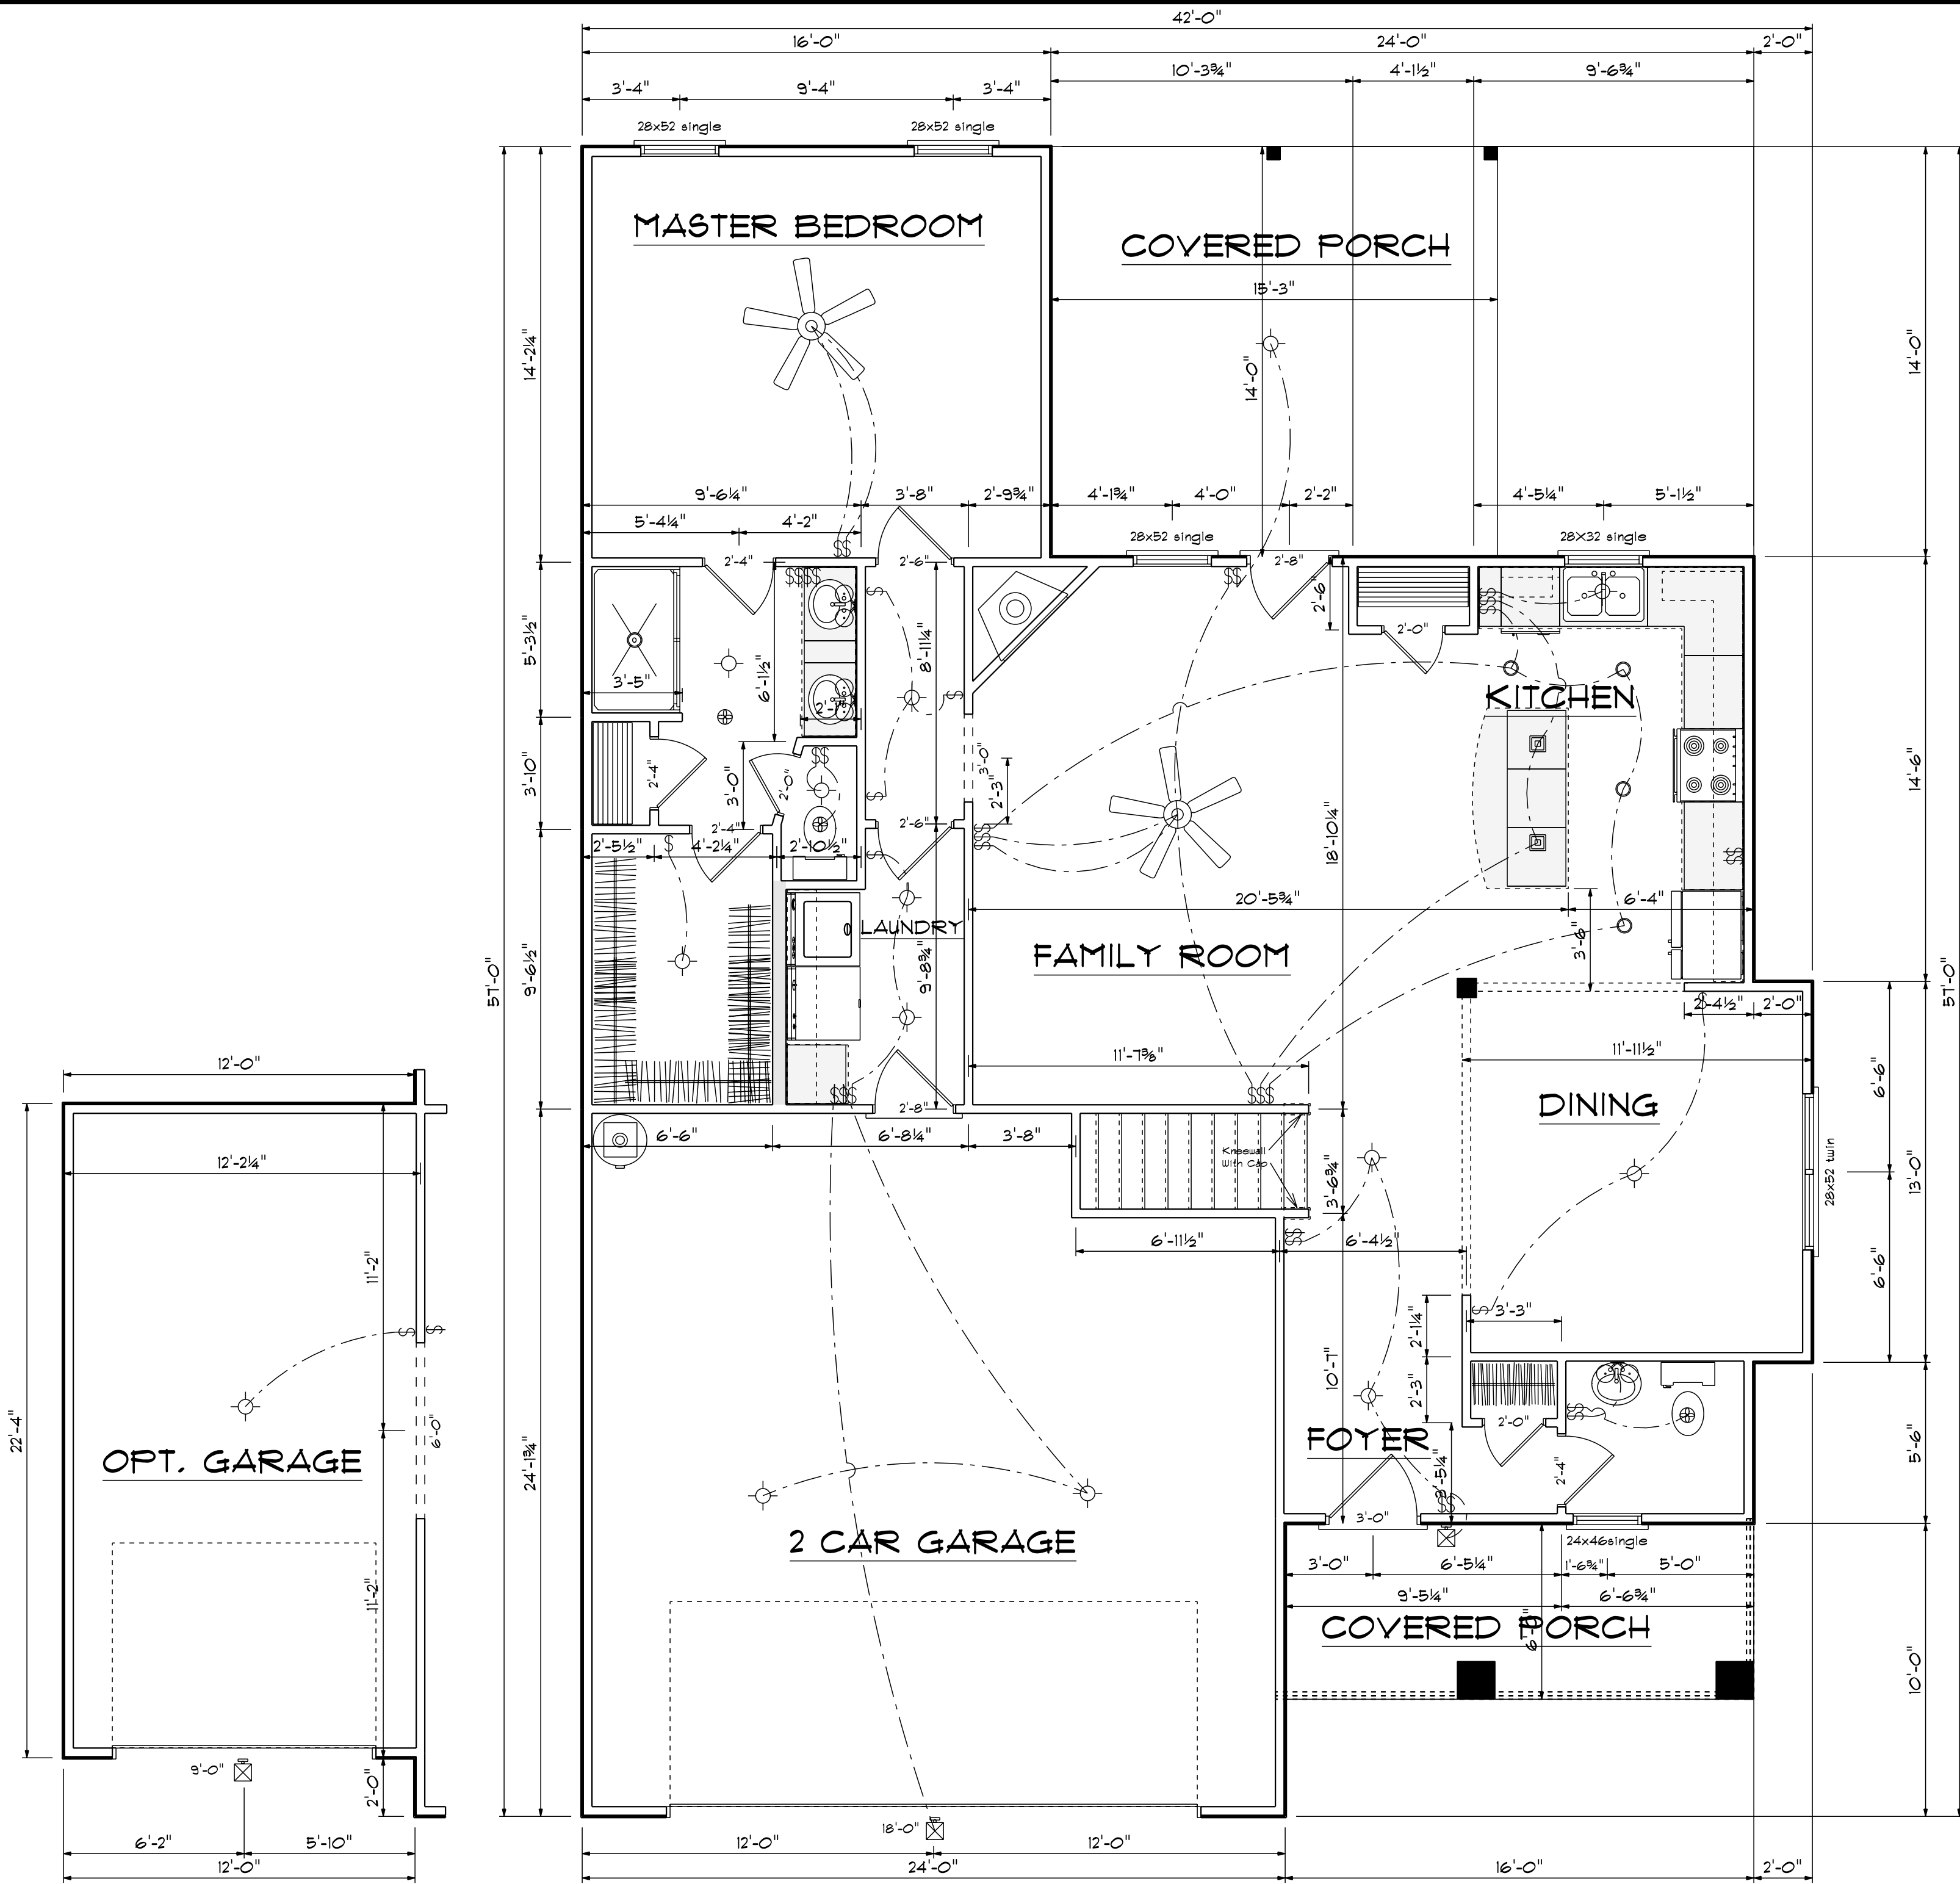 42'-0"
16'-0" 24'-0" 2'-0"
10'-3¾" 4'-1½" 9'-6¾"
3'-4" 9'-4" 3'-4"
28x52 single 28x52 single
MASTER BEDROOM
COVERED PORCH
15'-3"
14'-2¼"
14'-0"
14'-0"
9'-6¼" 3'-8" 2'-9¾" 4'-1¾" 4'-0" 2'-2" 4'-5¼" 5'-1½"
5'-4¼" 4'-2"
28x52 single 28X32 single
2'-4" 2'-6" 2'-8"
2'-6"
2'-0"
5'-3½"
3'-5"
6'-1½"
8'-11¼"
2'-1"
KITCHEN
14'-6"
3'-10"
2'-4"
3'-0"
2'-0"
3'-0"
2'-3"
2'-4" 2'-6"
2'-5½" 4'-2¼" 2'-10½"
18'-10¼"
20'-5¾" 6'-4"
LAUNDRY
FAMILY ROOM
3'-6"
9'-8¾"
9'-6½"
57'-0"
57'-0"
2'-4½" 2'-0"
11'-7⅜" 11'-11½"
12'-0"
2'-8"
DINING
6'-6"
6'-6" 6'-8¼" 3'-8"
Kneewall
With Cap
3'-6¾"
28x52 twin
13'-0"
12'-2¼"
6'-11½" 6'-4½"
6'-6"
11'-2"
3'-3"
2'-1¼"
10'-7"
2'-3"
2'-0"
22'-4"
6'-0"
OPT. GARAGE
24'-1¾"
FOYER
3'-5¼"
2'-4"
5'-6"
3'-0"
2 CAR GARAGE
24x46single
3'-0" 6'-5¼" 1'-6¾" 5'-0"
9'-5¼" 6'-6¾"
11'-2"
COVERED PORCH
10'-0"
9'-0"
2'-0"
18'-0"
6'-2" 5'-10" 12'-0" 12'-0"
12'-0" 24'-0" 16'-0" 2'-0"